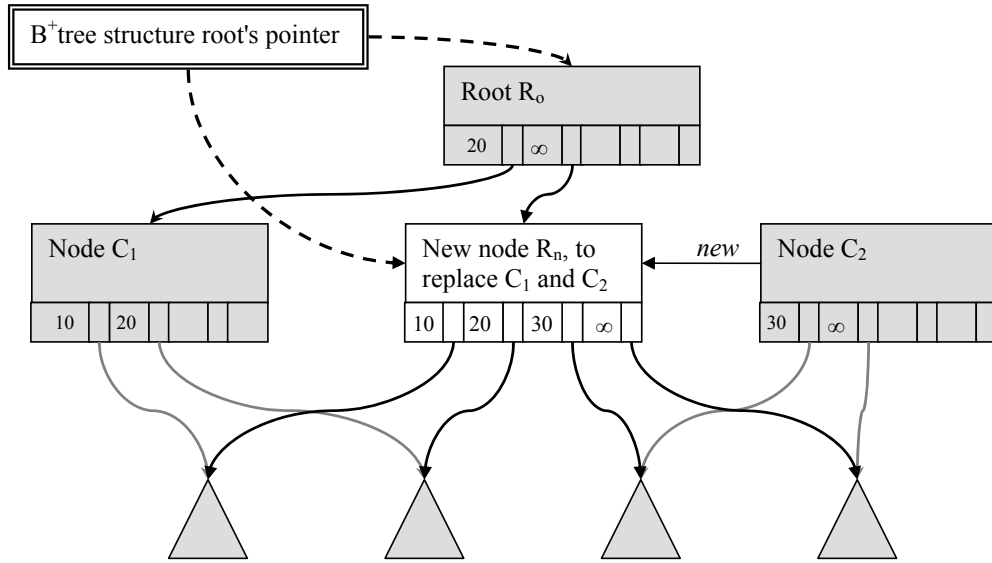 B⁺tree structure root's pointer
Root Rₒ
20 ∞
Node C₁
10 20
New node Rₙ, to
replace C₁ and C₂
10 20 30 ∞
new
Node C₂
30 ∞